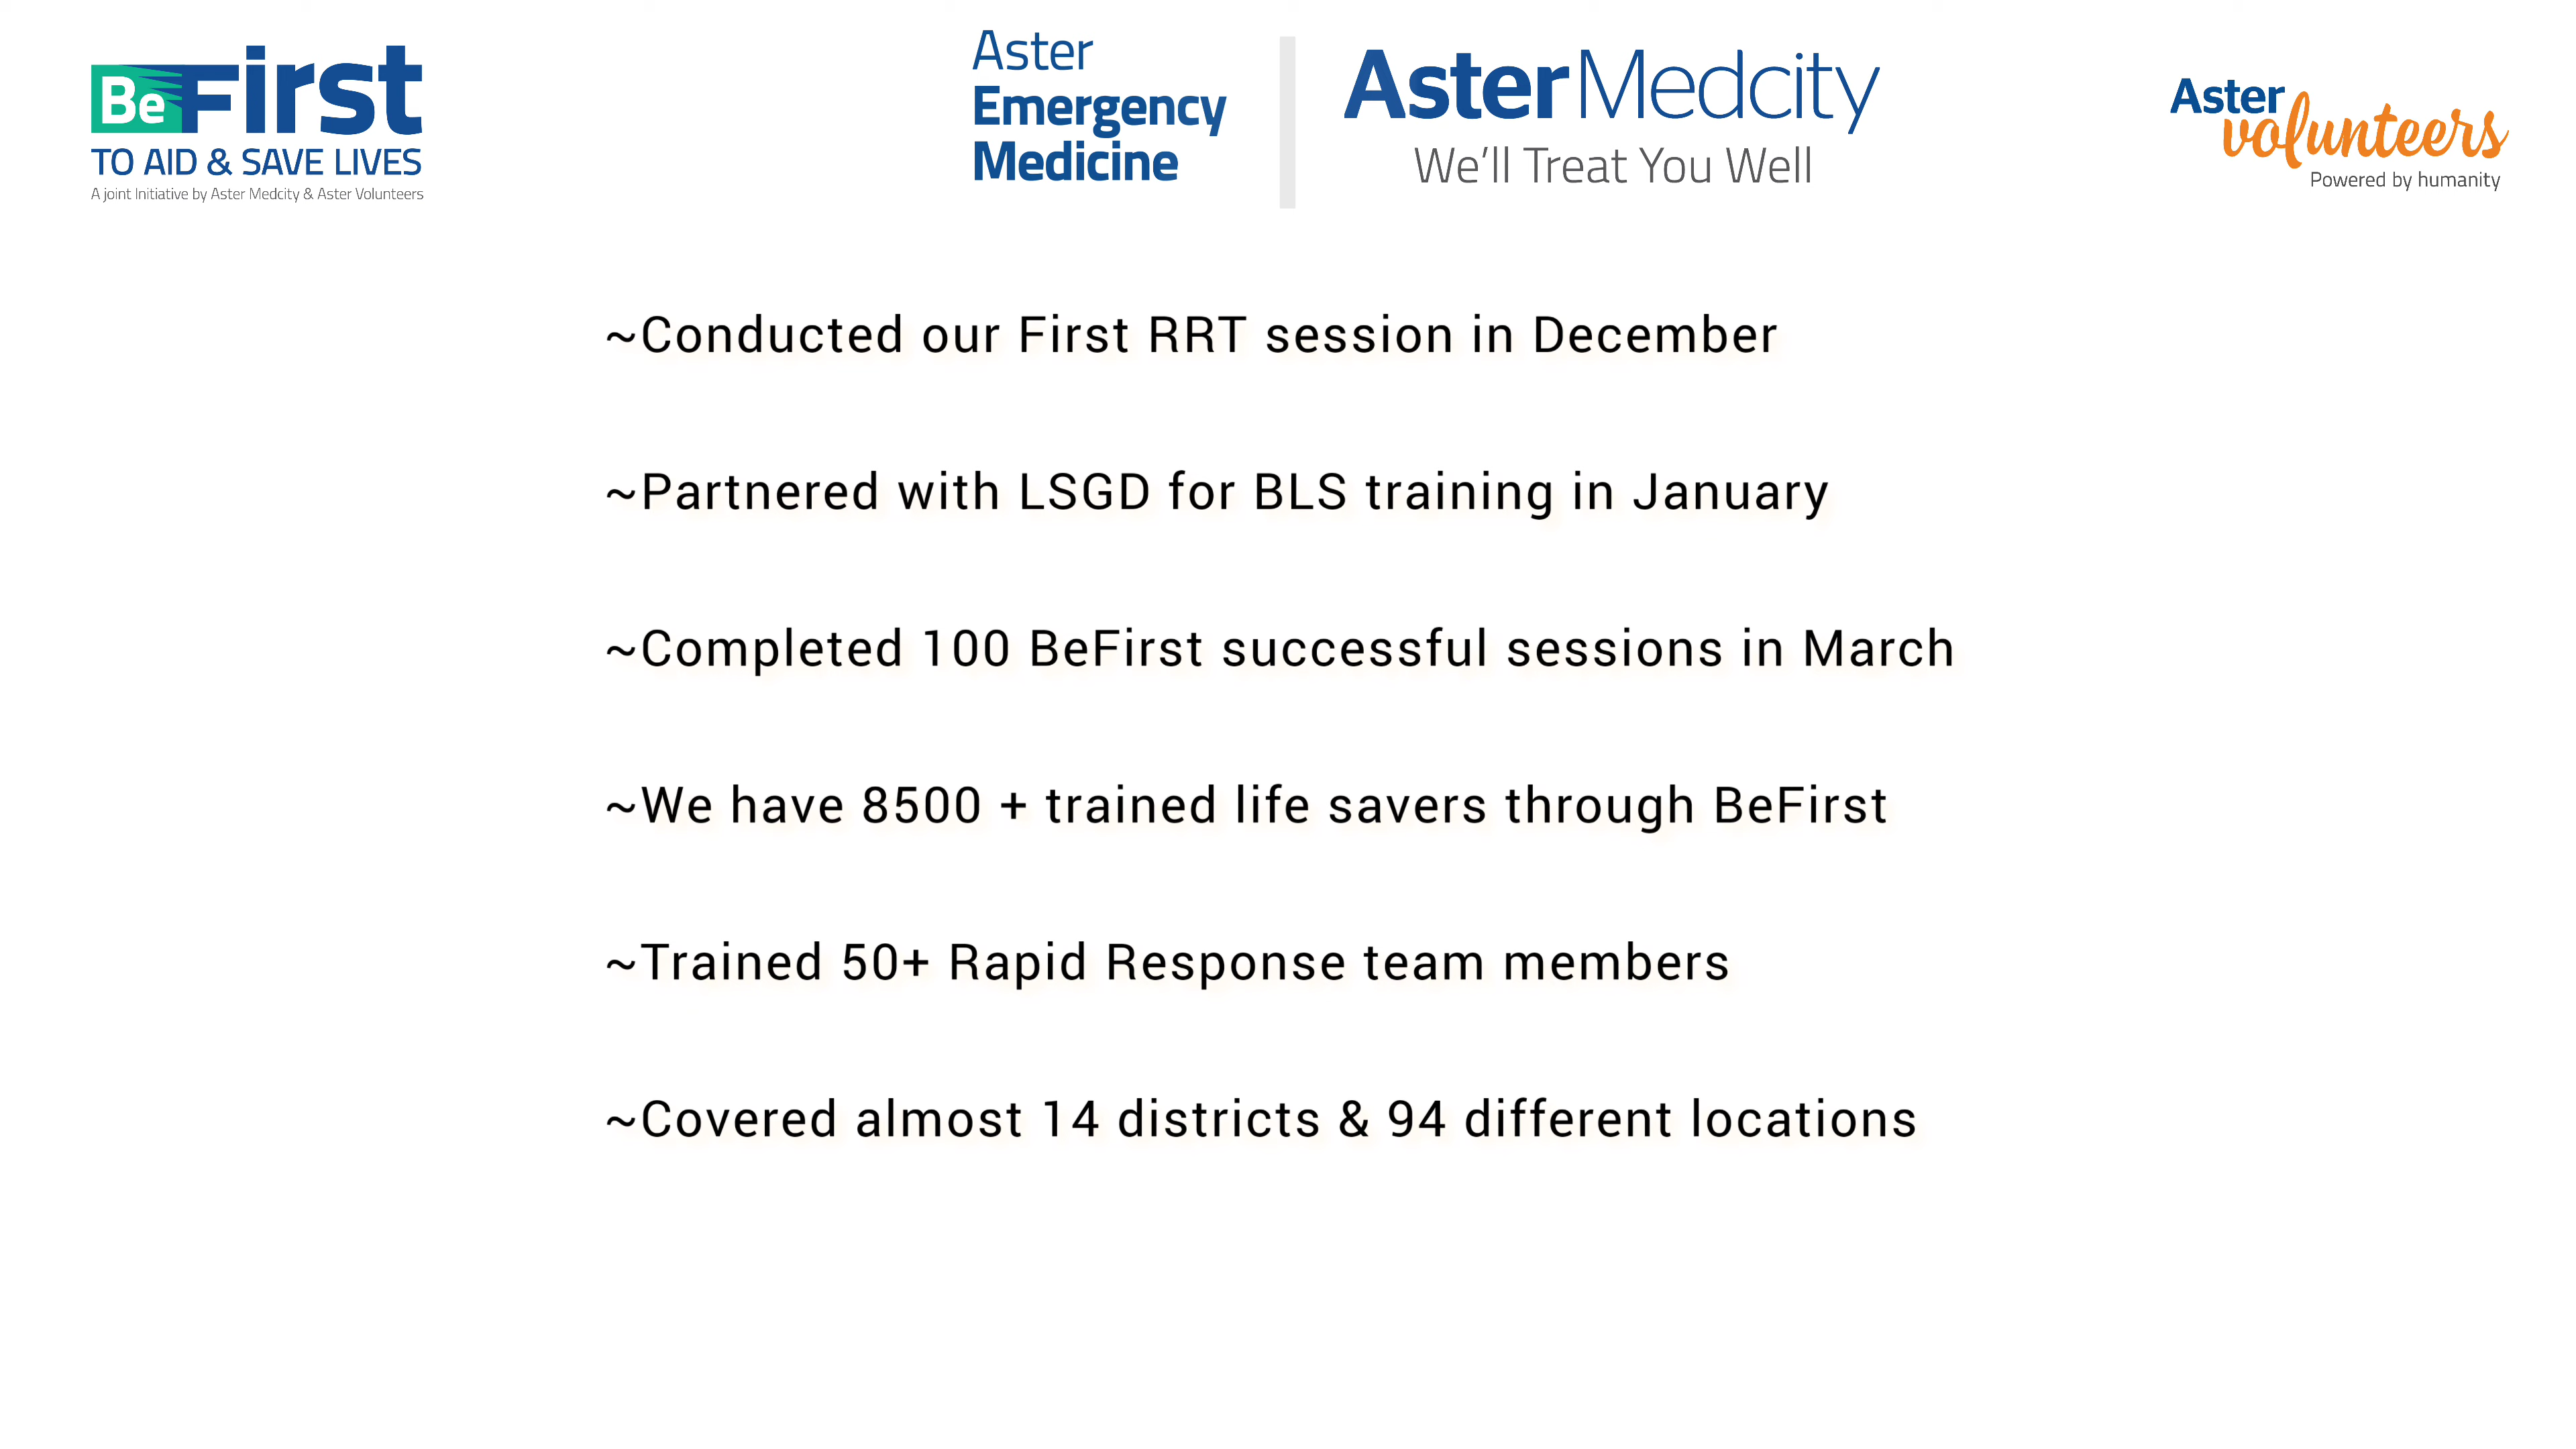 BeFirst
TO AID & SAVE LIVES
A joint Initiative by Aster Medcity & Aster Volunteers
Aster
Emergency
Medicine
Aster Medcity
We'll Treat You Well
Aster
volunteers
Powered by humanity
~Conducted our First RRT session in December
~Partnered with LSGD for BLS training in January
~Completed 100 BeFirst successful sessions in March
~We have 8500 + trained life savers through BeFirst
~Trained 50+ Rapid Response team members
~Covered almost 14 districts & 94 different locations